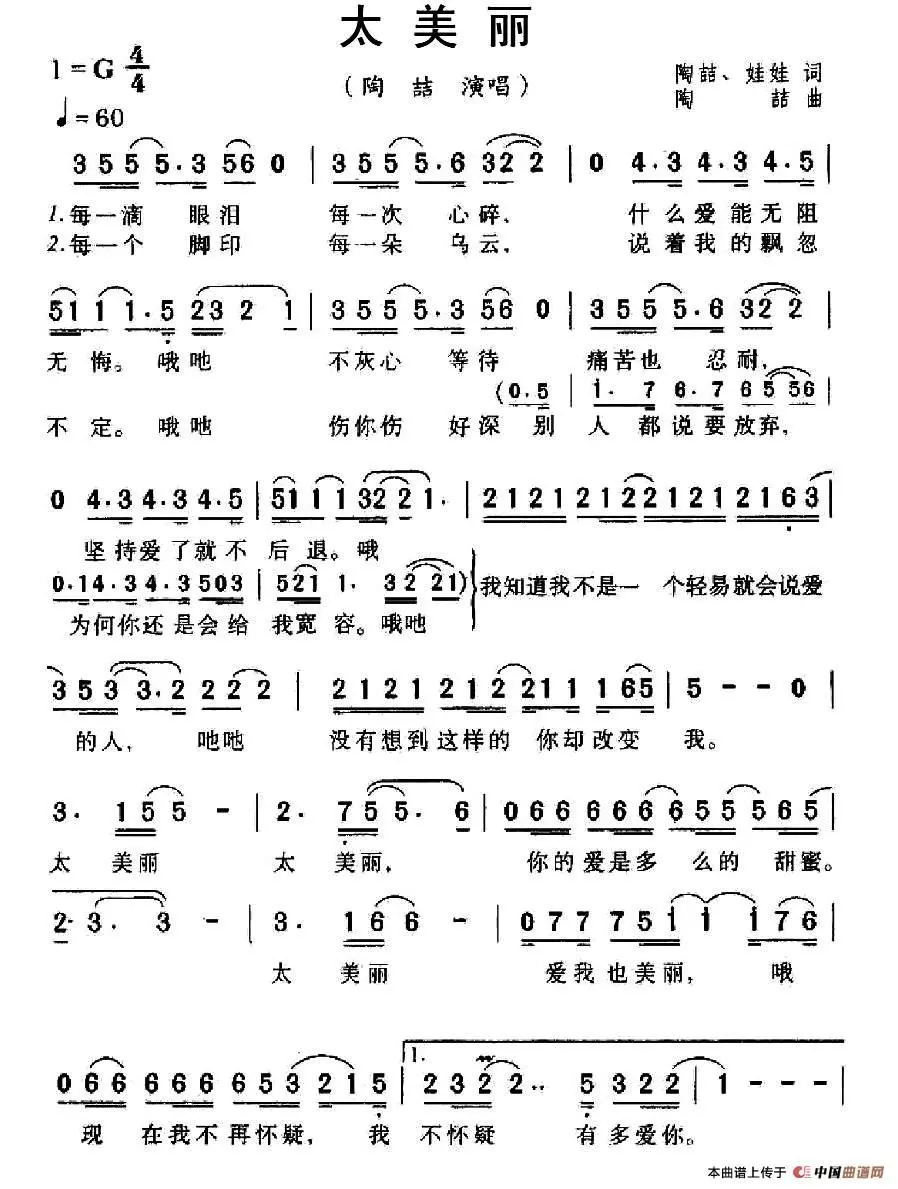 太美丽
1=G 4/4
(陶 喆 演唱)
陶喆、娃娃 词
♩=60
陶 喆 曲
3 5 5 5·3 5 6 0 | 3 5 5 5·6 3 2 2 | 0 4·3 4·3 4·5
1.每一滴 眼泪 每一次 心碎, 什么爱能无阻
2.每一个 脚印 每一朵 乌云, 说着我的飘忽
5 1 1 1·5 2 3 2 1 | 3 5 5 5·3 5 6 0 | 3 5 5 5·6 3 2 2
无 悔。哦吔 不灰心 等待 痛苦也 忍耐,
(0·5 | 1· 7 6·7 6 5 5 6
不 定。哦吔 伤你伤 好深 别 人都说要放弃,
0 4·3 4·3 4·5 | 5 1 1 1 3 2 2 1· | 2 1 2 1 2 1 2 2 1 2 1 2 2 1 6 3
坚持爱了就不 后 退。哦
0·1 4·3 4·3 5 0 3 | 5 2 1 1· 3 2 2 1) 我知道我不是一 个轻易就会说爱
为何你还是会给 我宽 容。哦吔
3 5 3 3·2 2 2 2 | 2 1 2 1 2 1 2 2 1 1 1 6 5 | 5 - - 0
的人, 吔吔 没有想到这样的 你却改变 我。
3· 1 5 5 - | 2· 7 5 5· 6 | 0 6 6 6 6 6 6 5 5 5 6 5
太 美丽 太 美丽, 你的爱是多 么的 甜蜜。
2· 3· 3 - | 3· 1 6 6 - | 0 7 7 7 5 1 1 1 7 6
太 美丽 爱我也美丽, 哦
1.
0 6 6 6 6 6 6 5 3 2 1 5 | 2 3 2 2·· 5 3 2 2 | 1 - - -
现 在我不再怀疑, 我 不怀疑 有多爱你。
本曲谱上传于 中国曲谱网